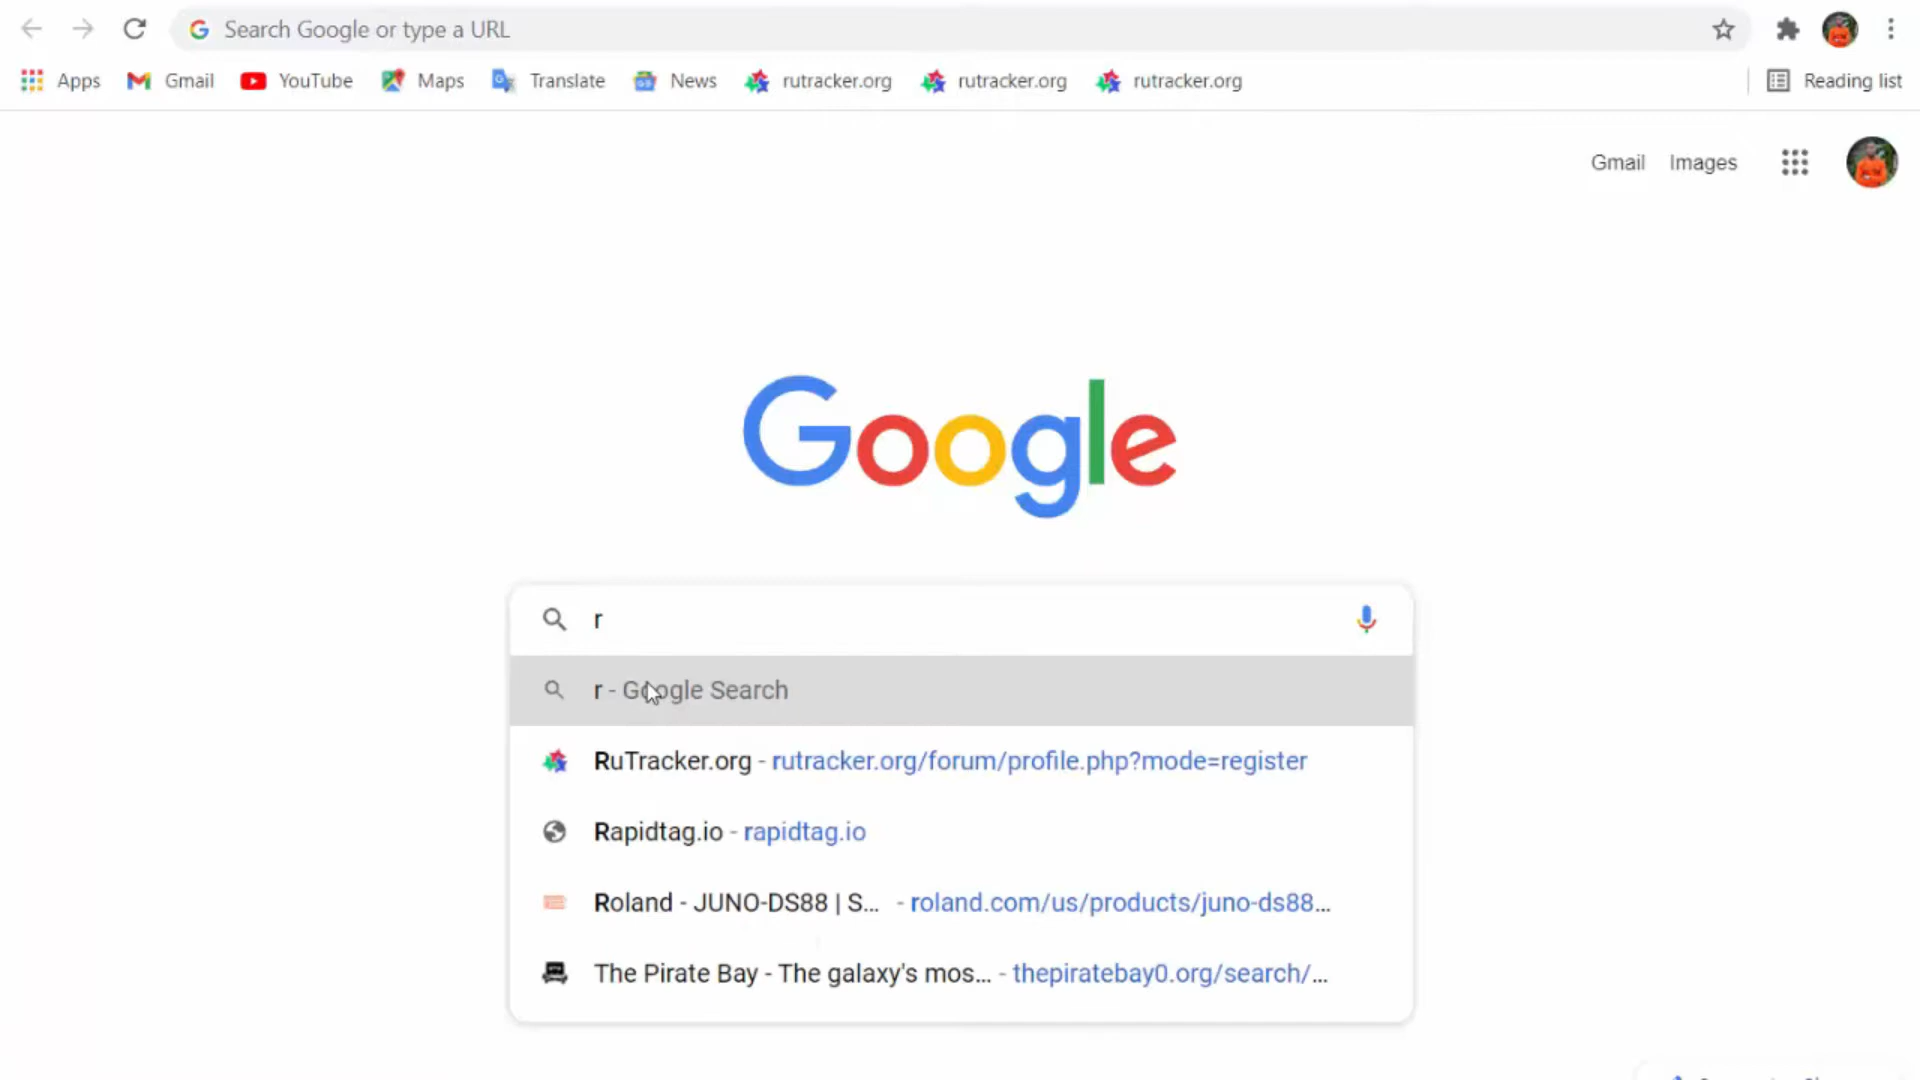 Search Google or type a URL
Apps Gmail YouTube Maps Translate News rutracker.org rutracker.org rutracker.org Reading list
Gmail Images
Google
r
r - Google Search
RuTracker.org - rutracker.org/forum/profile.php?mode=register
Rapidtag.io - rapidtag.io
Roland - JUNO-DS88 | S... - roland.com/us/products/juno-ds88...
The Pirate Bay - The galaxy's mos... - thepiratebay0.org/search/...